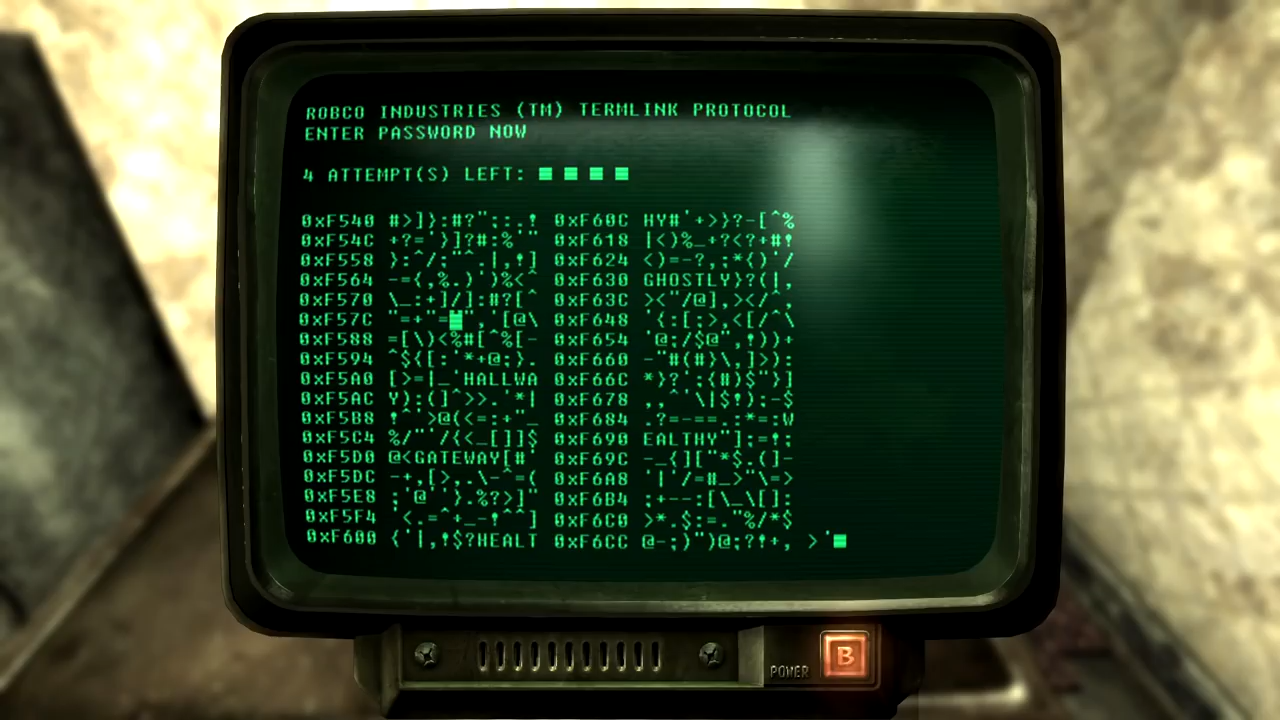 ROBCO INDUSTRIES (TM) TERMLINK PROTOCOL
ENTER PASSWORD NOW
4 ATTEMPT(S) LEFT:
0xF540 #>]}:#?";:.! 0xF60C HY#'+>}?-[^%
0xF54C 0xF618 |<)%_+?<?+#!
0xF558 0xF624 <)=-?,:*{)'/
0xF564 0xF630 GHOSTLY}?(|,
0xF570 \_:+]/]:#?[^ 0xF63C ><"/@],></^,
0xF57C 0xF648 '{:[;>,<[/^\
0xF588 =[\)<%#[^%[- 0xF654 '@;/$@",!))+
0xF594 ^${[:'*+@;}. 0xF660 -"#(#}\,]>):
0xF5A0 [>=|_'HALLWA 0xF66C *}?';{#)$"}]
0xF5AC Y):(]^>>.'*| 0xF678
0xF5B8 0xF684 .?=-==.:*=:W
0xF5C4 0xF690 EALTHY"]:=!;
0xF5D0 @<GATEWAY[#' 0xF69C -_{]["*$.(]-
0xF5DC -+,[>,.\-^=( 0xF6A8 '|'/=#_>"\=>
0xF5E8 0xF6B4 ;+--:[\_\[]:
0xF5F4 '<.=^+_-!^^] 0xF6C0 >*.$:=."%/*$
0xF600 {'|,!$?HEALT 0xF6CC @-;)")@;?!+, >'
POWER
B